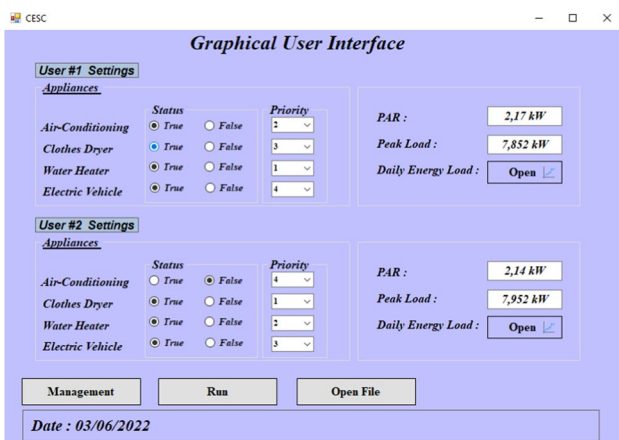 CESC
Graphical User Interface
User #1 Settings
Appliances
Status Priority
Air-Conditioning True False 2
Clothes Dryer True False 3
Water Heater True False 1
Electric Vehicle True False 4
PAR : 2,17 kW
Peak Load : 7,852 kW
Daily Energy Load : Open
User #2 Settings
Appliances
Status Priority
Air-Conditioning True False 4
Clothes Dryer True False 1
Water Heater True False 2
Electric Vehicle True False 3
PAR : 2,14 kW
Peak Load : 7,952 kW
Daily Energy Load : Open
Management Run Open File
Date : 03/06/2022